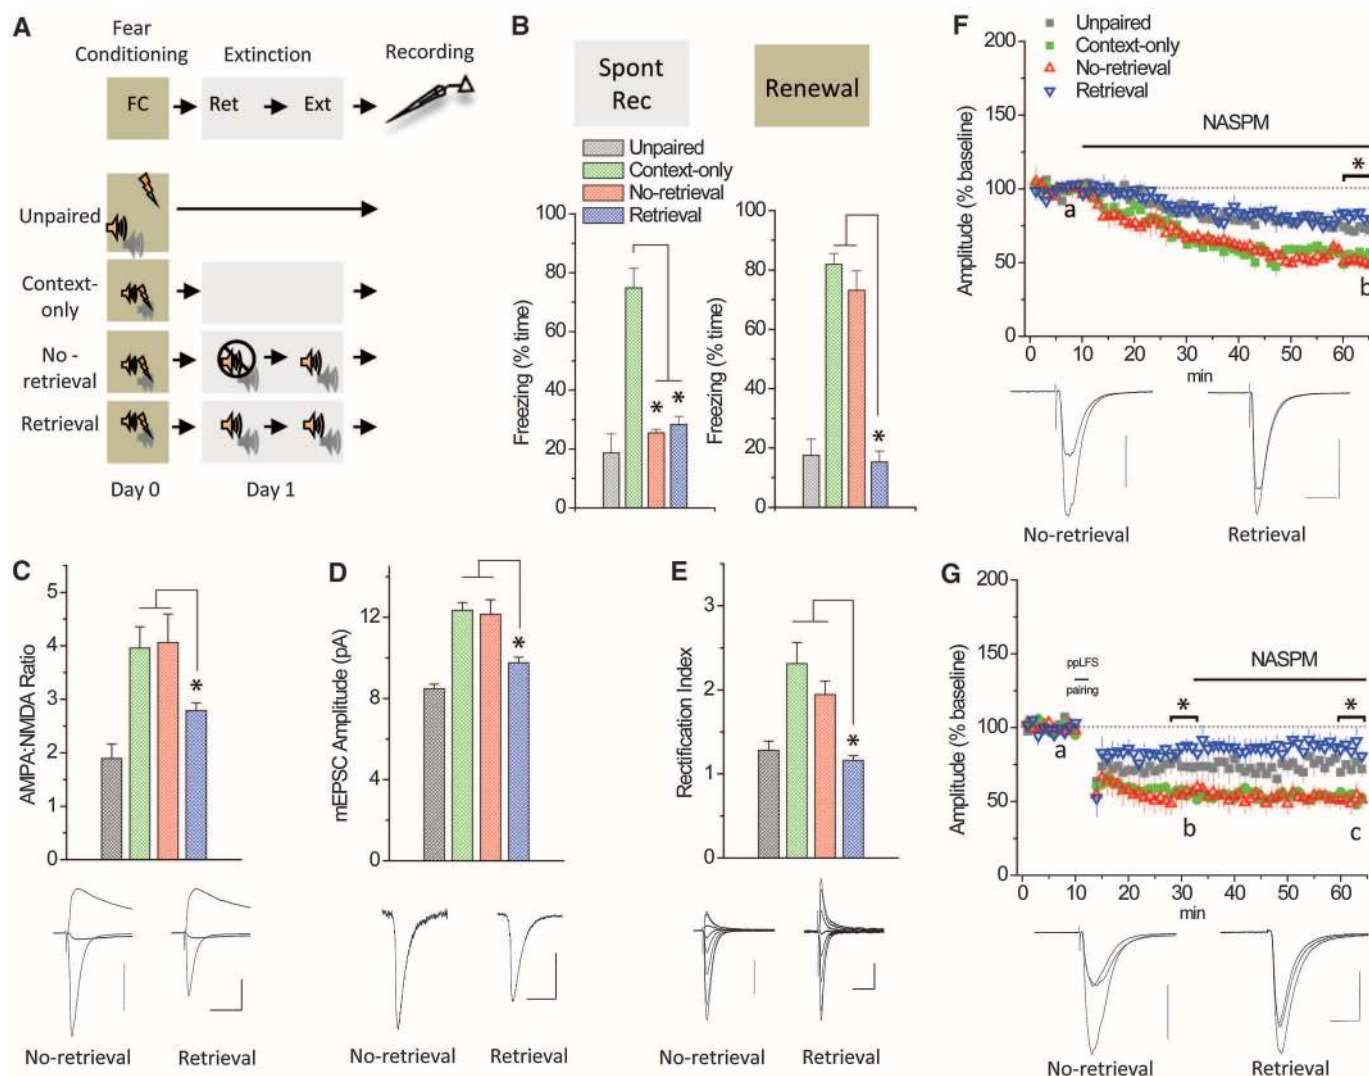 A
Fear
Conditioning
Extinction
Recording
FC
Ret
Ext
Unpaired
Context-
only
No -
retrieval
Retrieval
Day 0
Day 1
B
Spont
Rec
Renewal
Unpaired
Context-only
No-retrieval
Retrieval
Freezing (% time)
100
80
60
40
20
0
*
*
Freezing (% time)
100
80
60
40
20
0
*
C
AMPA:NMDA Ratio
5
4
3
2
1
0
*
No-retrieval
Retrieval
D
mEPSC Amplitude (pA)
12
8
4
0
*
No-retrieval
Retrieval
E
Rectification Index
3
2
1
0
*
No-retrieval
Retrieval
F
Unpaired
Context-only
No-retrieval
Retrieval
Amplitude (% baseline)
200
150
100
50
0
NASPM
*
a
b
0 10 20 30 40 50 60
min
No-retrieval
Retrieval
G
Amplitude (% baseline)
200
150
100
50
0
ppLFS
pairing
NASPM
*
*
a
b
c
0 10 20 30 40 50 60
min
No-retrieval
Retrieval